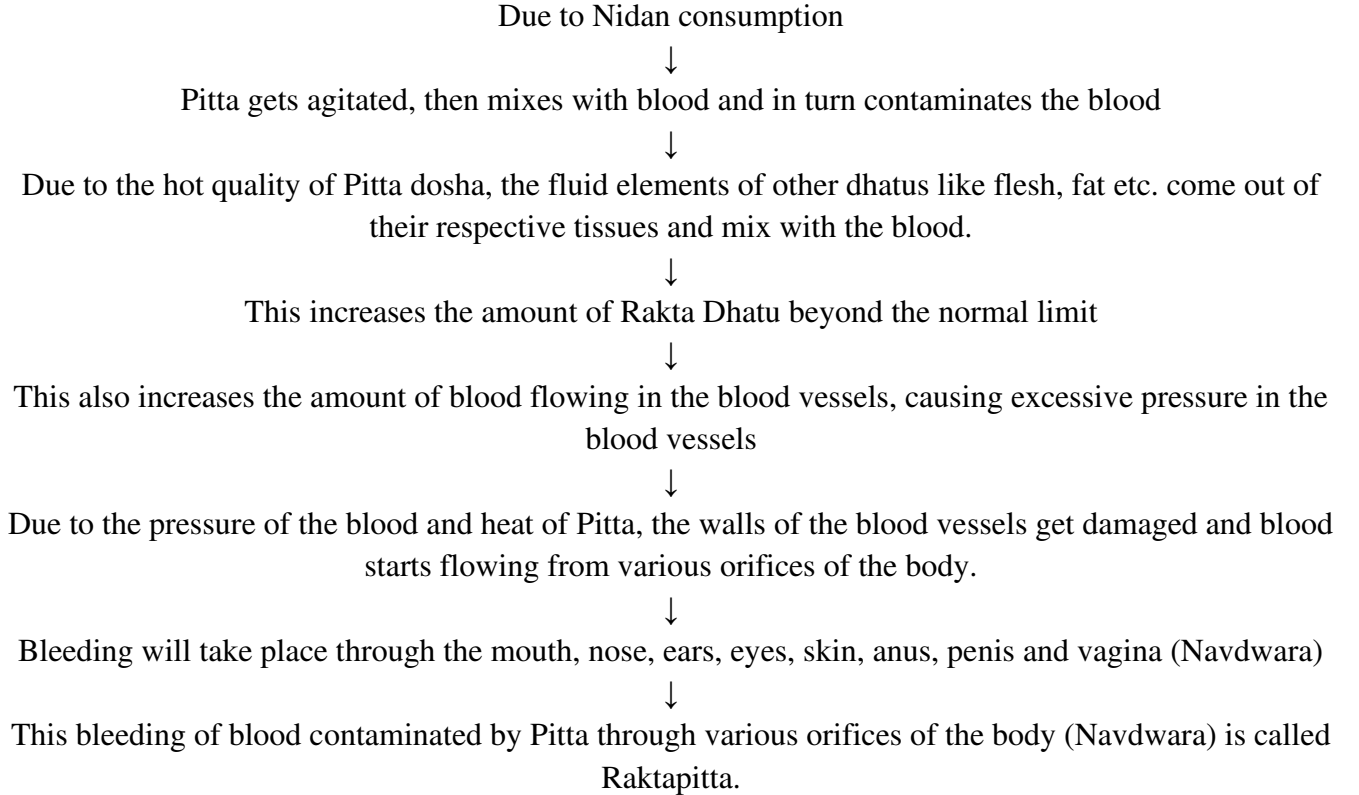 Due to Nidan consumption
↓
Pitta gets agitated, then mixes with blood and in turn contaminates the blood
↓
Due to the hot quality of Pitta dosha, the fluid elements of other dhatus like flesh, fat etc. come out of
their respective tissues and mix with the blood.
↓
This increases the amount of Rakta Dhatu beyond the normal limit
↓
This also increases the amount of blood flowing in the blood vessels, causing excessive pressure in the
blood vessels
↓
Due to the pressure of the blood and heat of Pitta, the walls of the blood vessels get damaged and blood
starts flowing from various orifices of the body.
↓
Bleeding will take place through the mouth, nose, ears, eyes, skin, anus, penis and vagina (Navdwara)
↓
This bleeding of blood contaminated by Pitta through various orifices of the body (Navdwara) is called
Raktapitta.